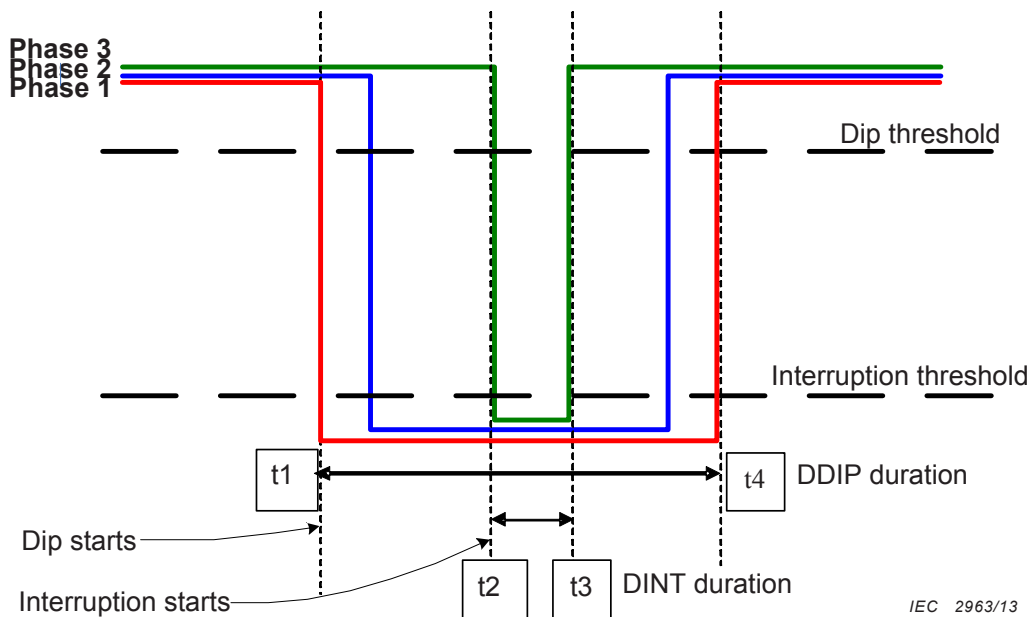 Phase 3
Phase 2
Phase 1
Dip threshold
Interruption threshold
t1
t4
DDIP duration
Dip starts
t2
t3
DINT duration
Interruption starts
IEC 2963/13